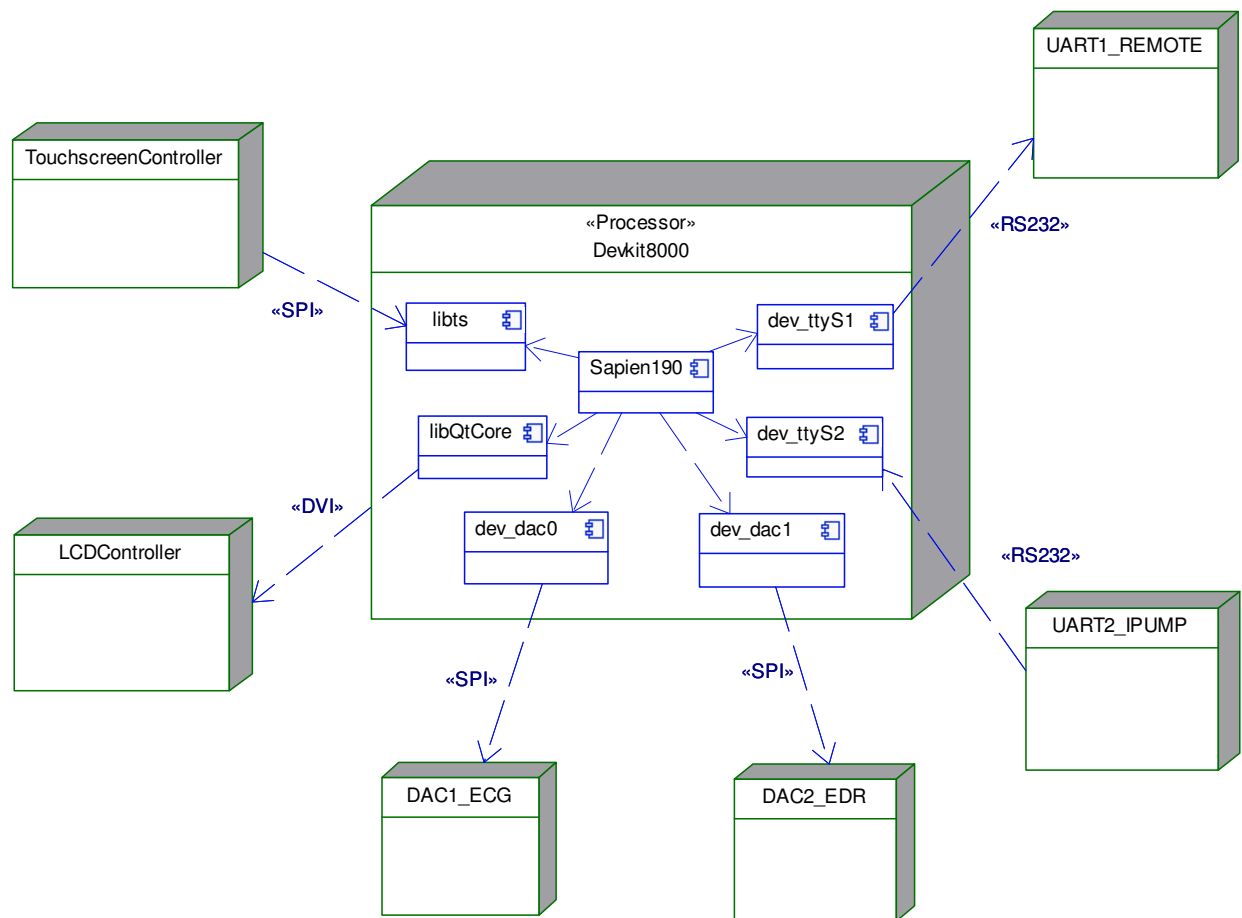 UART1_REMOTE
TouchscreenController
«Processor»
Devkit8000
«RS232»
«SPI»
libts
dev_ttyS1
Sapien190
libQtCore
dev_ttyS2
«DVI»
dev_dac0
dev_dac1
LCDController
«RS232»
UART2_IPUMP
«SPI»
«SPI»
DAC1_ECG
DAC2_EDR